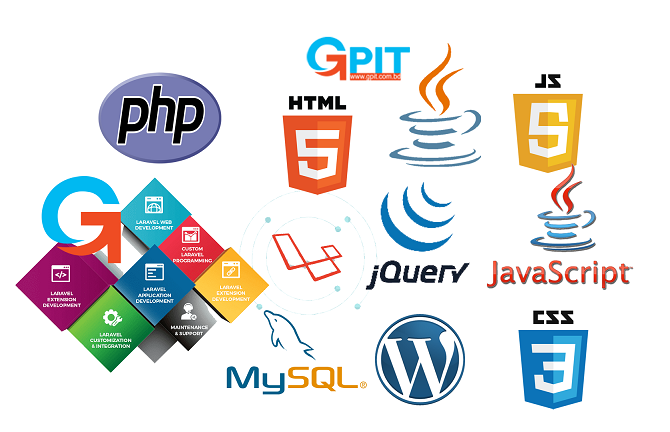 GPIT
www.gpit.com.bd
php
HTML
5
JS
5
G
LARAVEL WEB
DEVELOPMENT
CUSTOM
LARAVEL
PROGRAMMING
LARAVEL
EXTENSION
DEVELOPMENT
LARAVEL
APPLICATION
DEVELOPMENT
LARAVEL
EXTENSION
DEVELOPMENT
LARAVEL
CUSTOMIZATION
& INTEGRATION
MAINTENANCE
& SUPPORT
jQuery
JavaScript
MySQL®
W
CSS
3